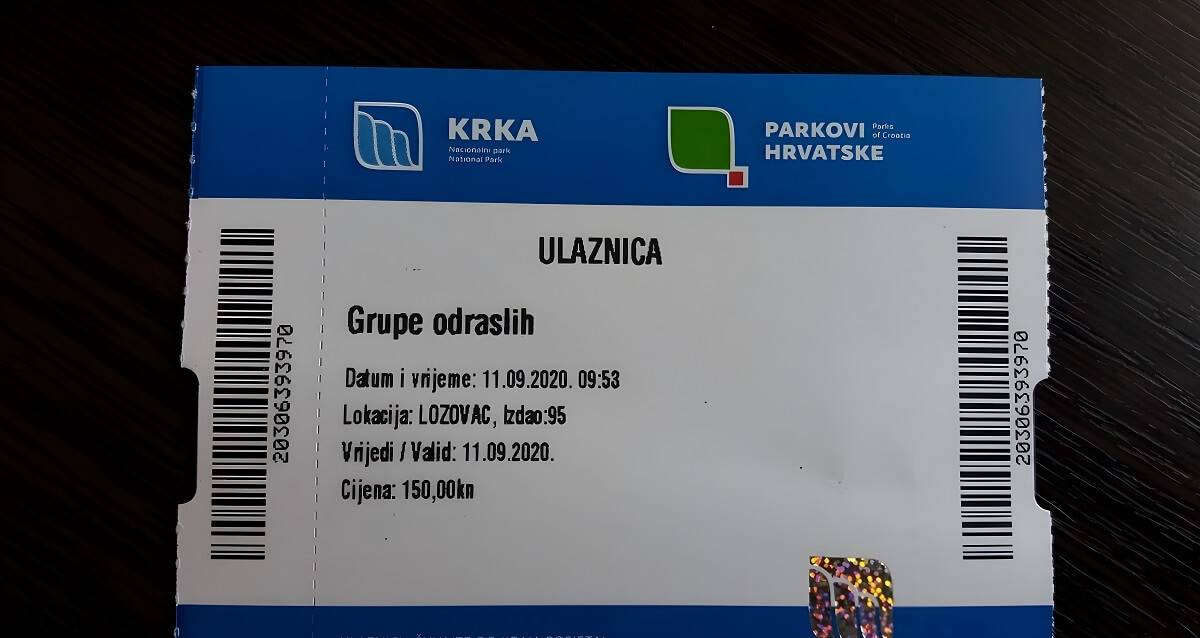 KRKA
Nacionalni park
National Park
PARKOVI
HRVATSKE
Parks
of Croatia
ULAZNICA
Grupe odraslih
Datum i vrijeme: 11.09.2020. 09:53
Lokacija: LOZOVAC, Izdao:95
Vrijedi / Valid: 11.09.2020.
Cijena: 150,00kn
20306393970
20306393970